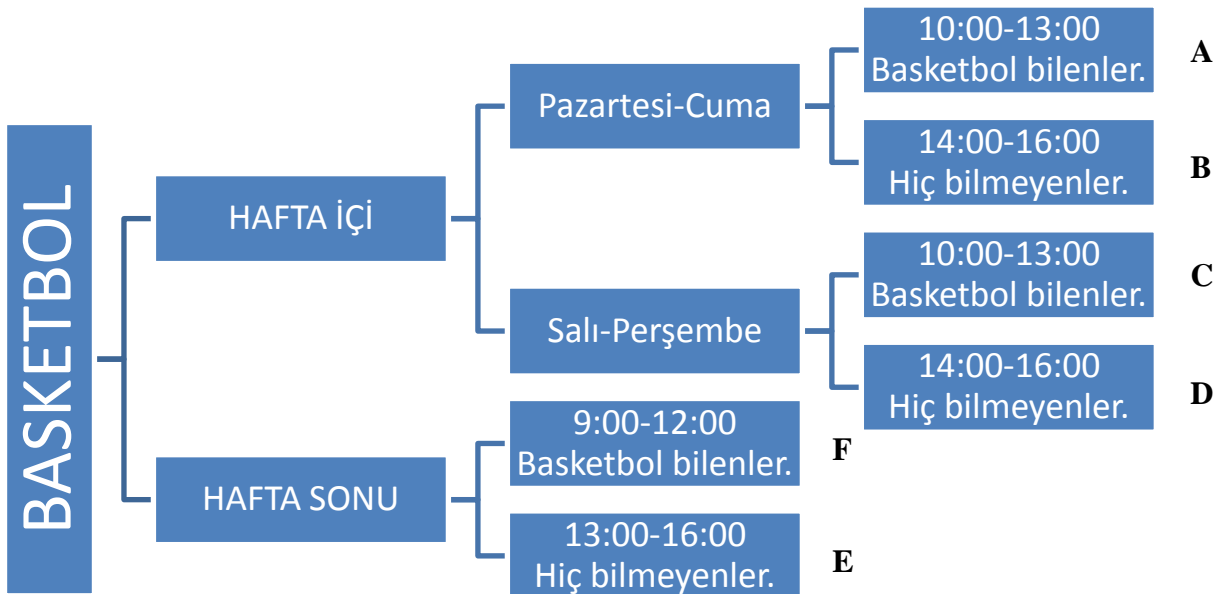 BASKETBOL
HAFTA İÇİ
Pazartesi-Cuma
10:00-13:00
Basketbol bilenler.
A
14:00-16:00
Hiç bilmeyenler.
B
Salı-Perşembe
10:00-13:00
Basketbol bilenler.
C
14:00-16:00
Hiç bilmeyenler.
D
HAFTA SONU
9:00-12:00
Basketbol bilenler.
F
13:00-16:00
Hiç bilmeyenler.
E